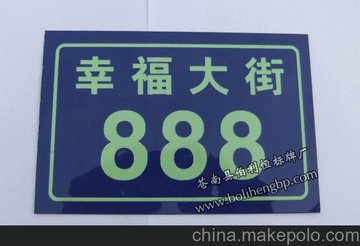 幸福大街
888
苍南县伯利恒标牌厂
www.bolihengbp.com
china.makepolo.com